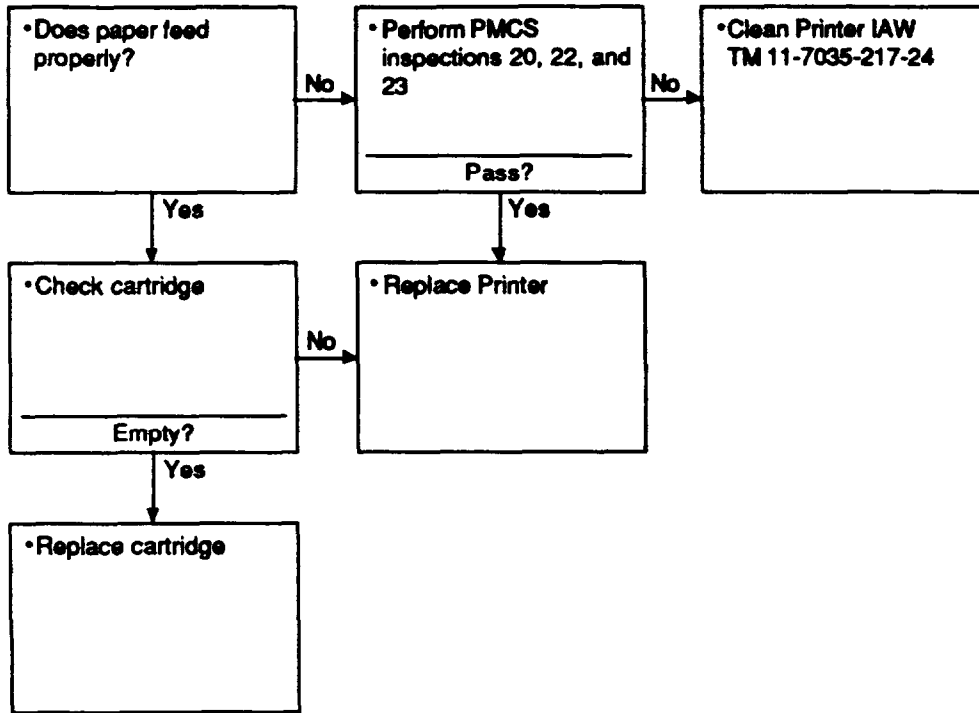 •Does paper feed
properly?
No
•Perform PMCS
inspections 20, 22, and
23
Pass?
No
•Clean Printer IAW
TM 11-7035-217-24
Yes
Yes
•Check cartridge
Empty?
No
•Replace Printer
Yes
•Replace cartridge